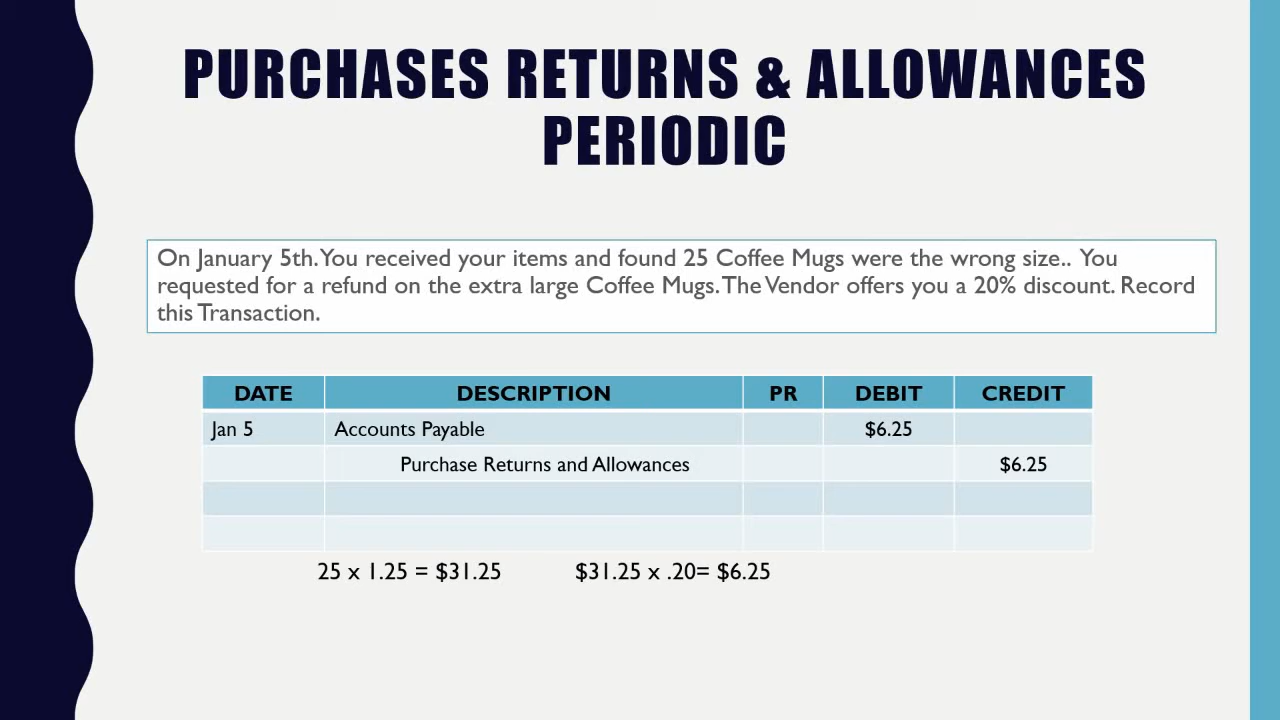 PURCHASES RETURNS & ALLOWANCES
PERIODIC
On January 5th. You received your items and found 25 Coffee Mugs were the wrong size.. You
requested for a refund on the extra large Coffee Mugs. The Vendor offers you a 20% discount. Record
this Transaction.
DATE DESCRIPTION PR DEBIT CREDIT
Jan 5 Accounts Payable $6.25
Purchase Returns and Allowances $6.25
25 x 1.25 = $31.25 $31.25 x .20= $6.25